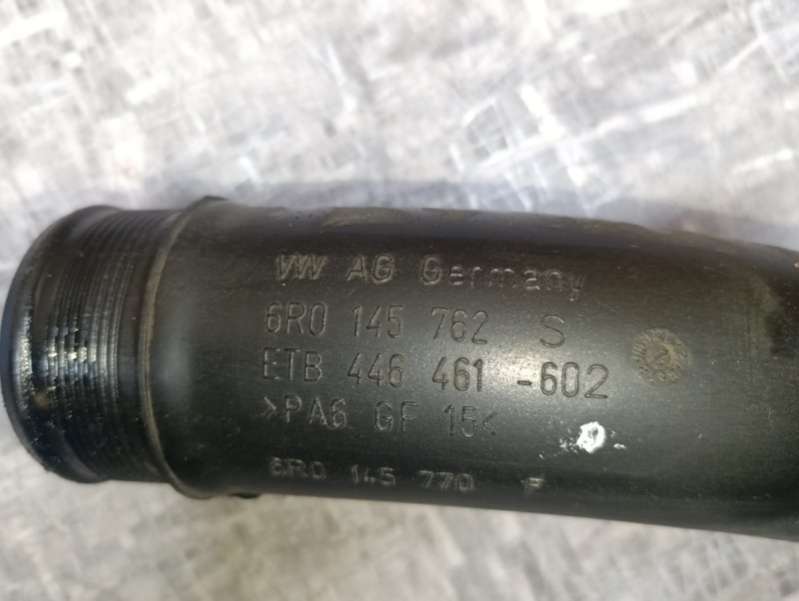 VW AG Germany
6R0 145 762 S
ETB 446 461 -602
>PA6 GF 15<
6R0 145 770 F